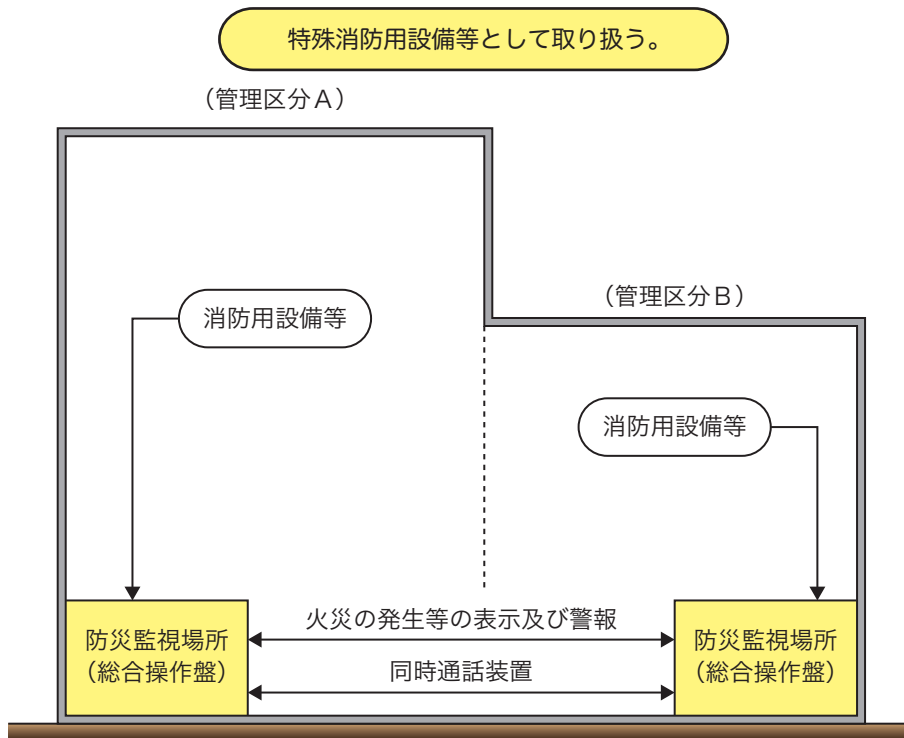 特殊消防用設備等として取り扱う。
（管理区分A）
（管理区分B）
消防用設備等
消防用設備等
火災の発生等の表示及び警報
同時通話装置
防災監視場所
（総合操作盤）
防災監視場所
（総合操作盤）